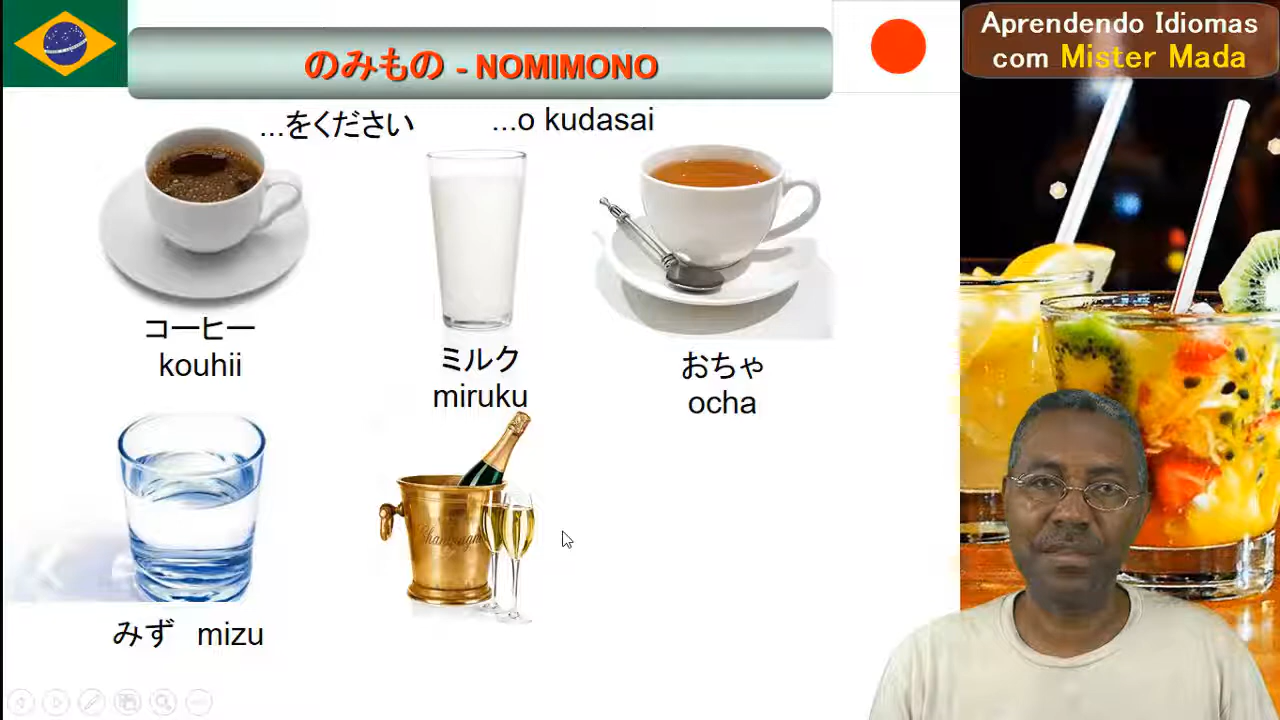 のみもの - NOMIMONO
Aprendendo Idiomas
com Mister Mada
...をください ...o kudasai
コーヒー
kouhii
ミルク
miruku
おちゃ
ocha
Champagne
みず mizu